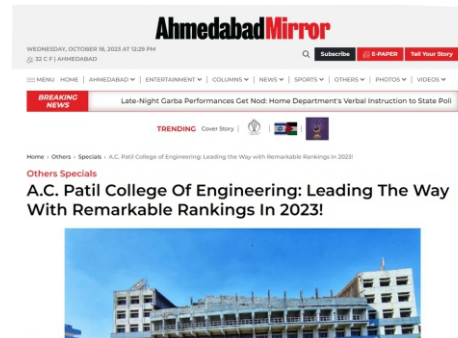 AhmedabadMirror
WEDNESDAY, OCTOBER 18, 2023 AT 12:29 PM
32 C F | AHMEDABAD
Subscribe E-PAPER Tell Your Story
MENU HOME | AHMEDABAD | ENTERTAINMENT | COLUMNS | NEWS | SPORTS | OTHERS | PHOTOS | VIDEOS
BREAKING
NEWS
Late-Night Garba Performances Get Nod: Home Department's Verbal Instruction to State Poli
TRENDING Cover Story |
Home › Others › Specials › A.C. Patil College of Engineering: Leading the Way with Remarkable Rankings in 2023!
Others Specials
A.C. Patil College Of Engineering: Leading The Way
With Remarkable Rankings In 2023!